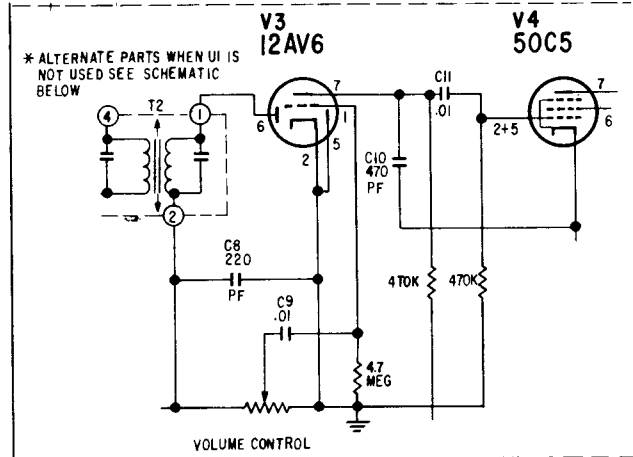 V3
12AV6
V4
50C5
* ALTERNATE PARTS WHEN U1 IS
NOT USED SEE SCHEMATIC
BELOW
T2
4
1
6
7
1
5
2
C11
.01
2+5
7
6
C10
470
PF
2
C8
220
PF
C9
.01
470K
470K
4.7
MEG
VOLUME CONTROL